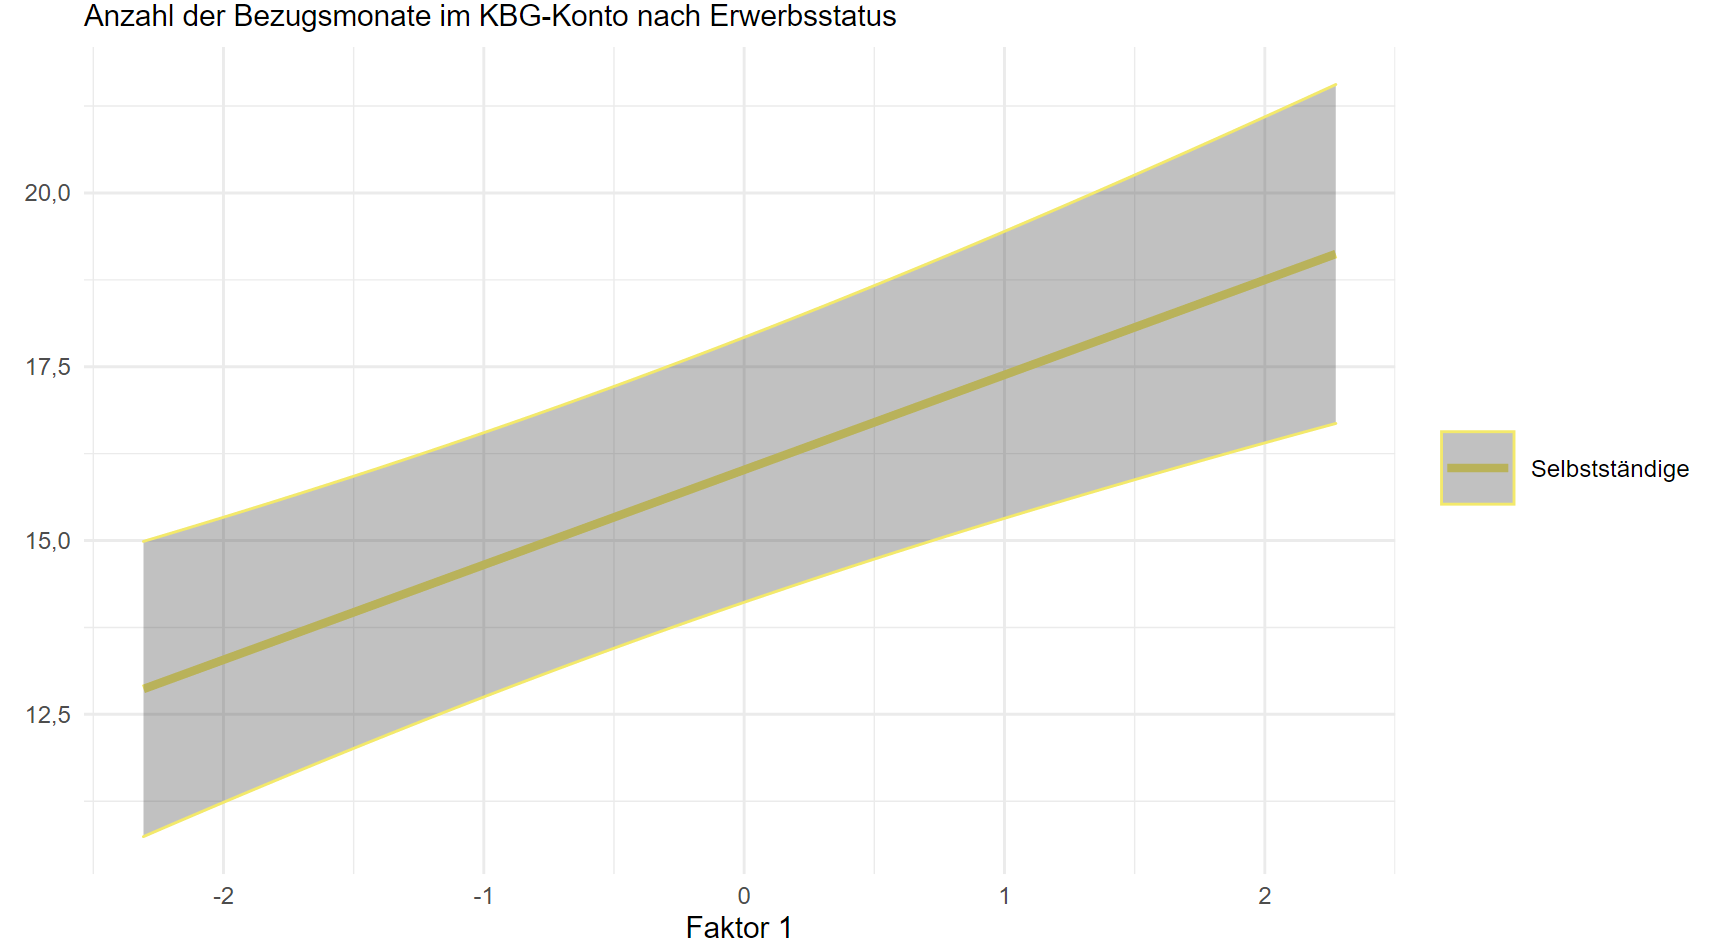 Anzahl der Bezugsmonate im KBG-Konto nach Erwerbsstatus
20,0
17,5
15,0
12,5
Selbstständige
-2 -1 0 1 2
Faktor 1